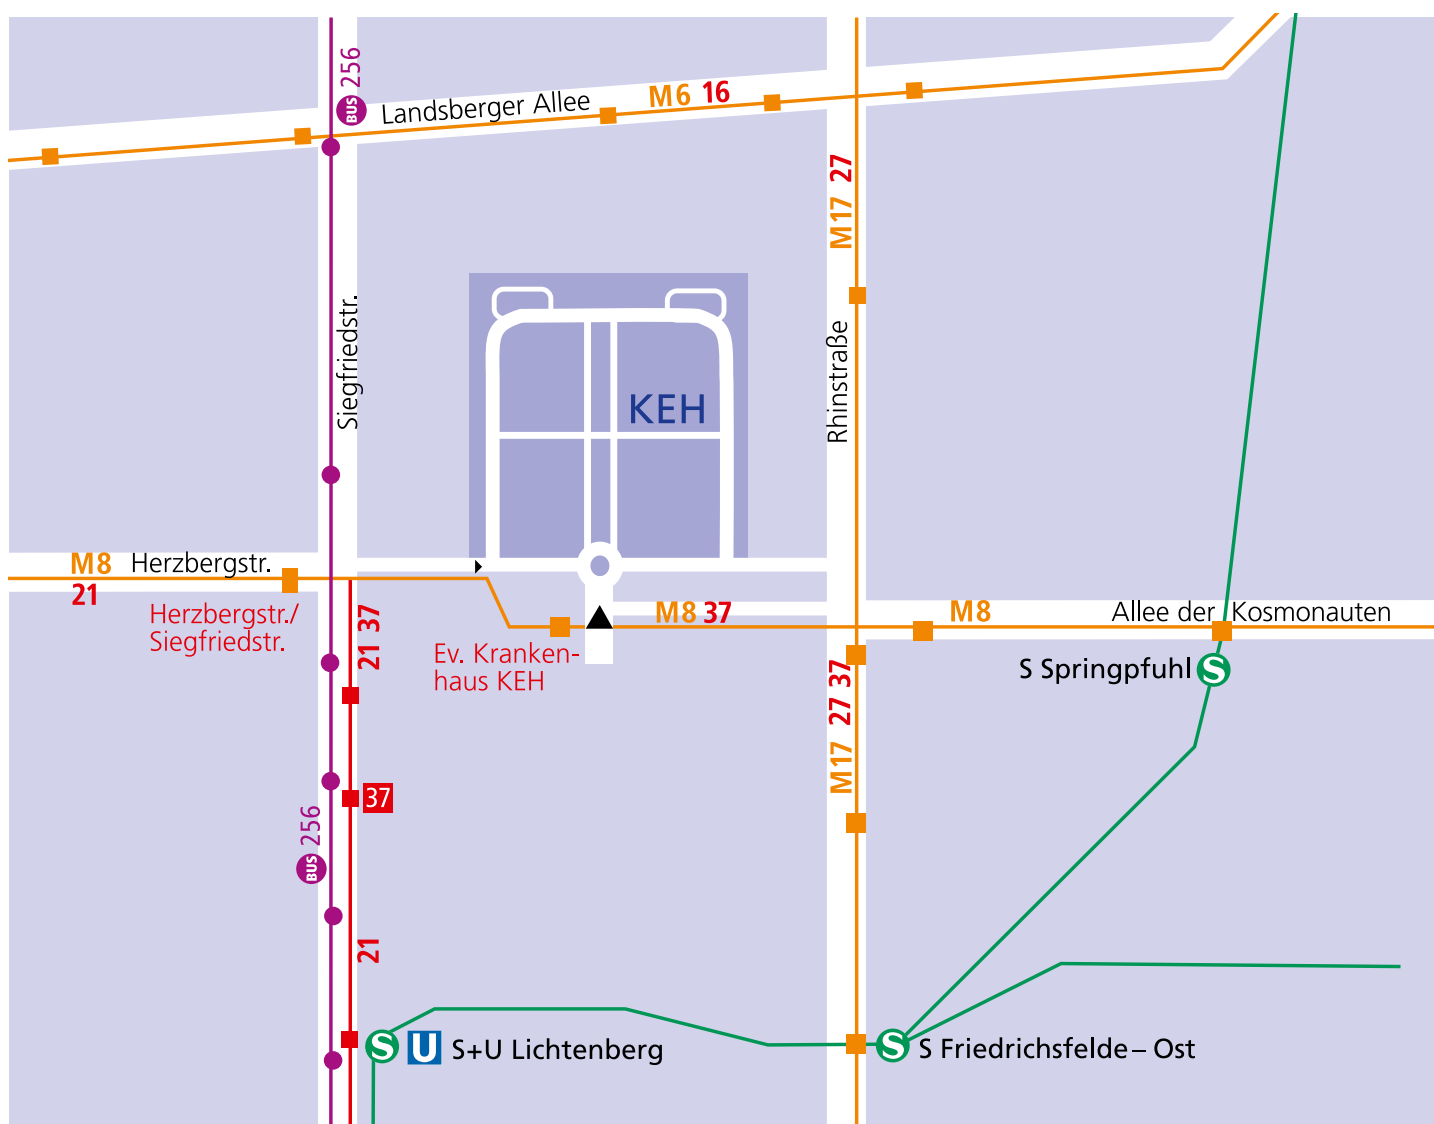 BUS 256
Landsberger Allee
M6 16
M17 27
Siegfriedstr.
Rhinstraße
KEH
M8 Herzbergstr.
21
Herzbergstr./
Siegfriedstr.
21 37
Ev. Kranken-
haus KEH
M8 37
M8
Allee der Kosmonauten
S Springpfuhl S
M17 27 37
37
BUS 256
21
S U S+U Lichtenberg
S S Friedrichsfelde – Ost